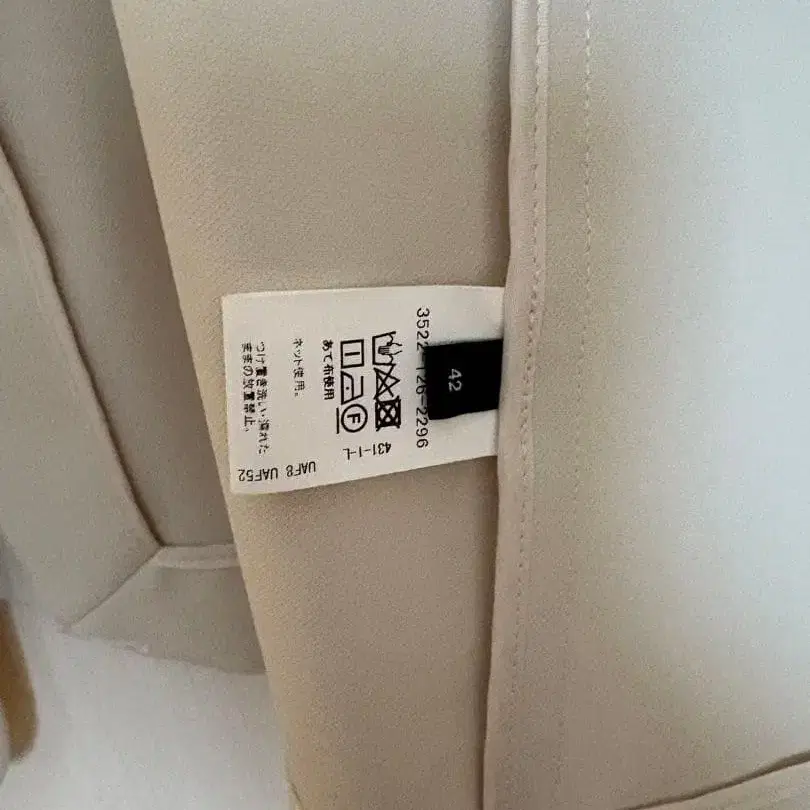 42
3522-126-2296
431-1-L
あて布使用
ネット使用。
つけ置き洗い・濡れた
ままの放置禁止。
UAF8 UAF52